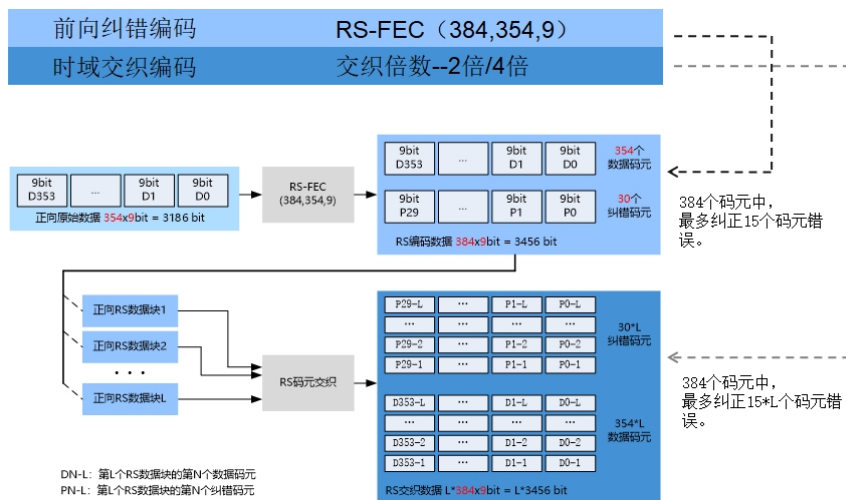 前向纠错编码 RS-FEC（384,354,9）
时域交织编码 交织倍数--2倍/4倍
9bit D353 ... 9bit D1 9bit D0
正向原始数据 354x9bit = 3186 bit
RS-FEC
(384,354,9)
9bit D353 ... 9bit D1 9bit D0
354个
数据码元
9bit P29 ... 9bit P1 9bit P0
30个
纠错码元
RS编码数据 384x9bit = 3456 bit
384个码元中，
最多纠正15个码元错
误。
正向RS数据块1
正向RS数据块2
...
正向RS数据块L
RS码元交织
P29-L ... P1-L P0-L
... ... ... ...
P29-2 ... P1-2 P0-2
P29-1 ... P1-1 P0-1
30*L
纠错码元
D353-L ... D1-L D0-L
... ... ... ...
D353-2 ... D1-2 D0-2
D353-1 ... D1-1 D0-1
354*L
数据码元
RS交织数据 L*384x9bit = L*3456 bit
384个码元中，
最多纠正15*L个码元错
误。
DN-L：第L个RS数据块的第N个数据码元
PN-L：第L个RS数据块的第N个纠错码元